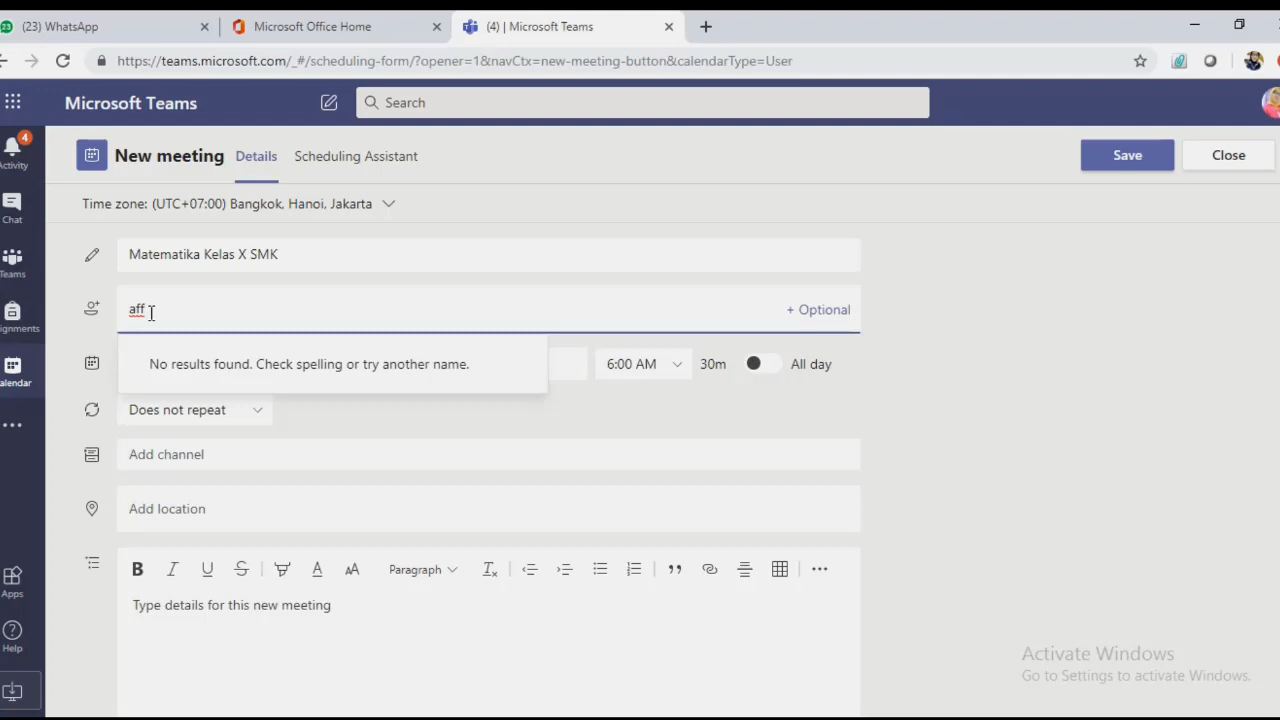 (23) WhatsApp
Microsoft Office Home
(4) | Microsoft Teams
https://teams.microsoft.com/_#/scheduling-form/?opener=1&navCtx=new-meeting-button&calendarType=User
Microsoft Teams
Search
4
Activity
New meeting
Details
Scheduling Assistant
Save
Close
Chat
Time zone: (UTC+07:00) Bangkok, Hanoi, Jakarta
Teams
Matematika Kelas X SMK
aff
+ Optional
ignments
No results found. Check spelling or try another name.
6:00 AM
30m
All day
alendar
Does not repeat
Add channel
Add location
B I U S A AA Paragraph
Apps
Type details for this new meeting
Help
Activate Windows
Go to Settings to activate Windows.